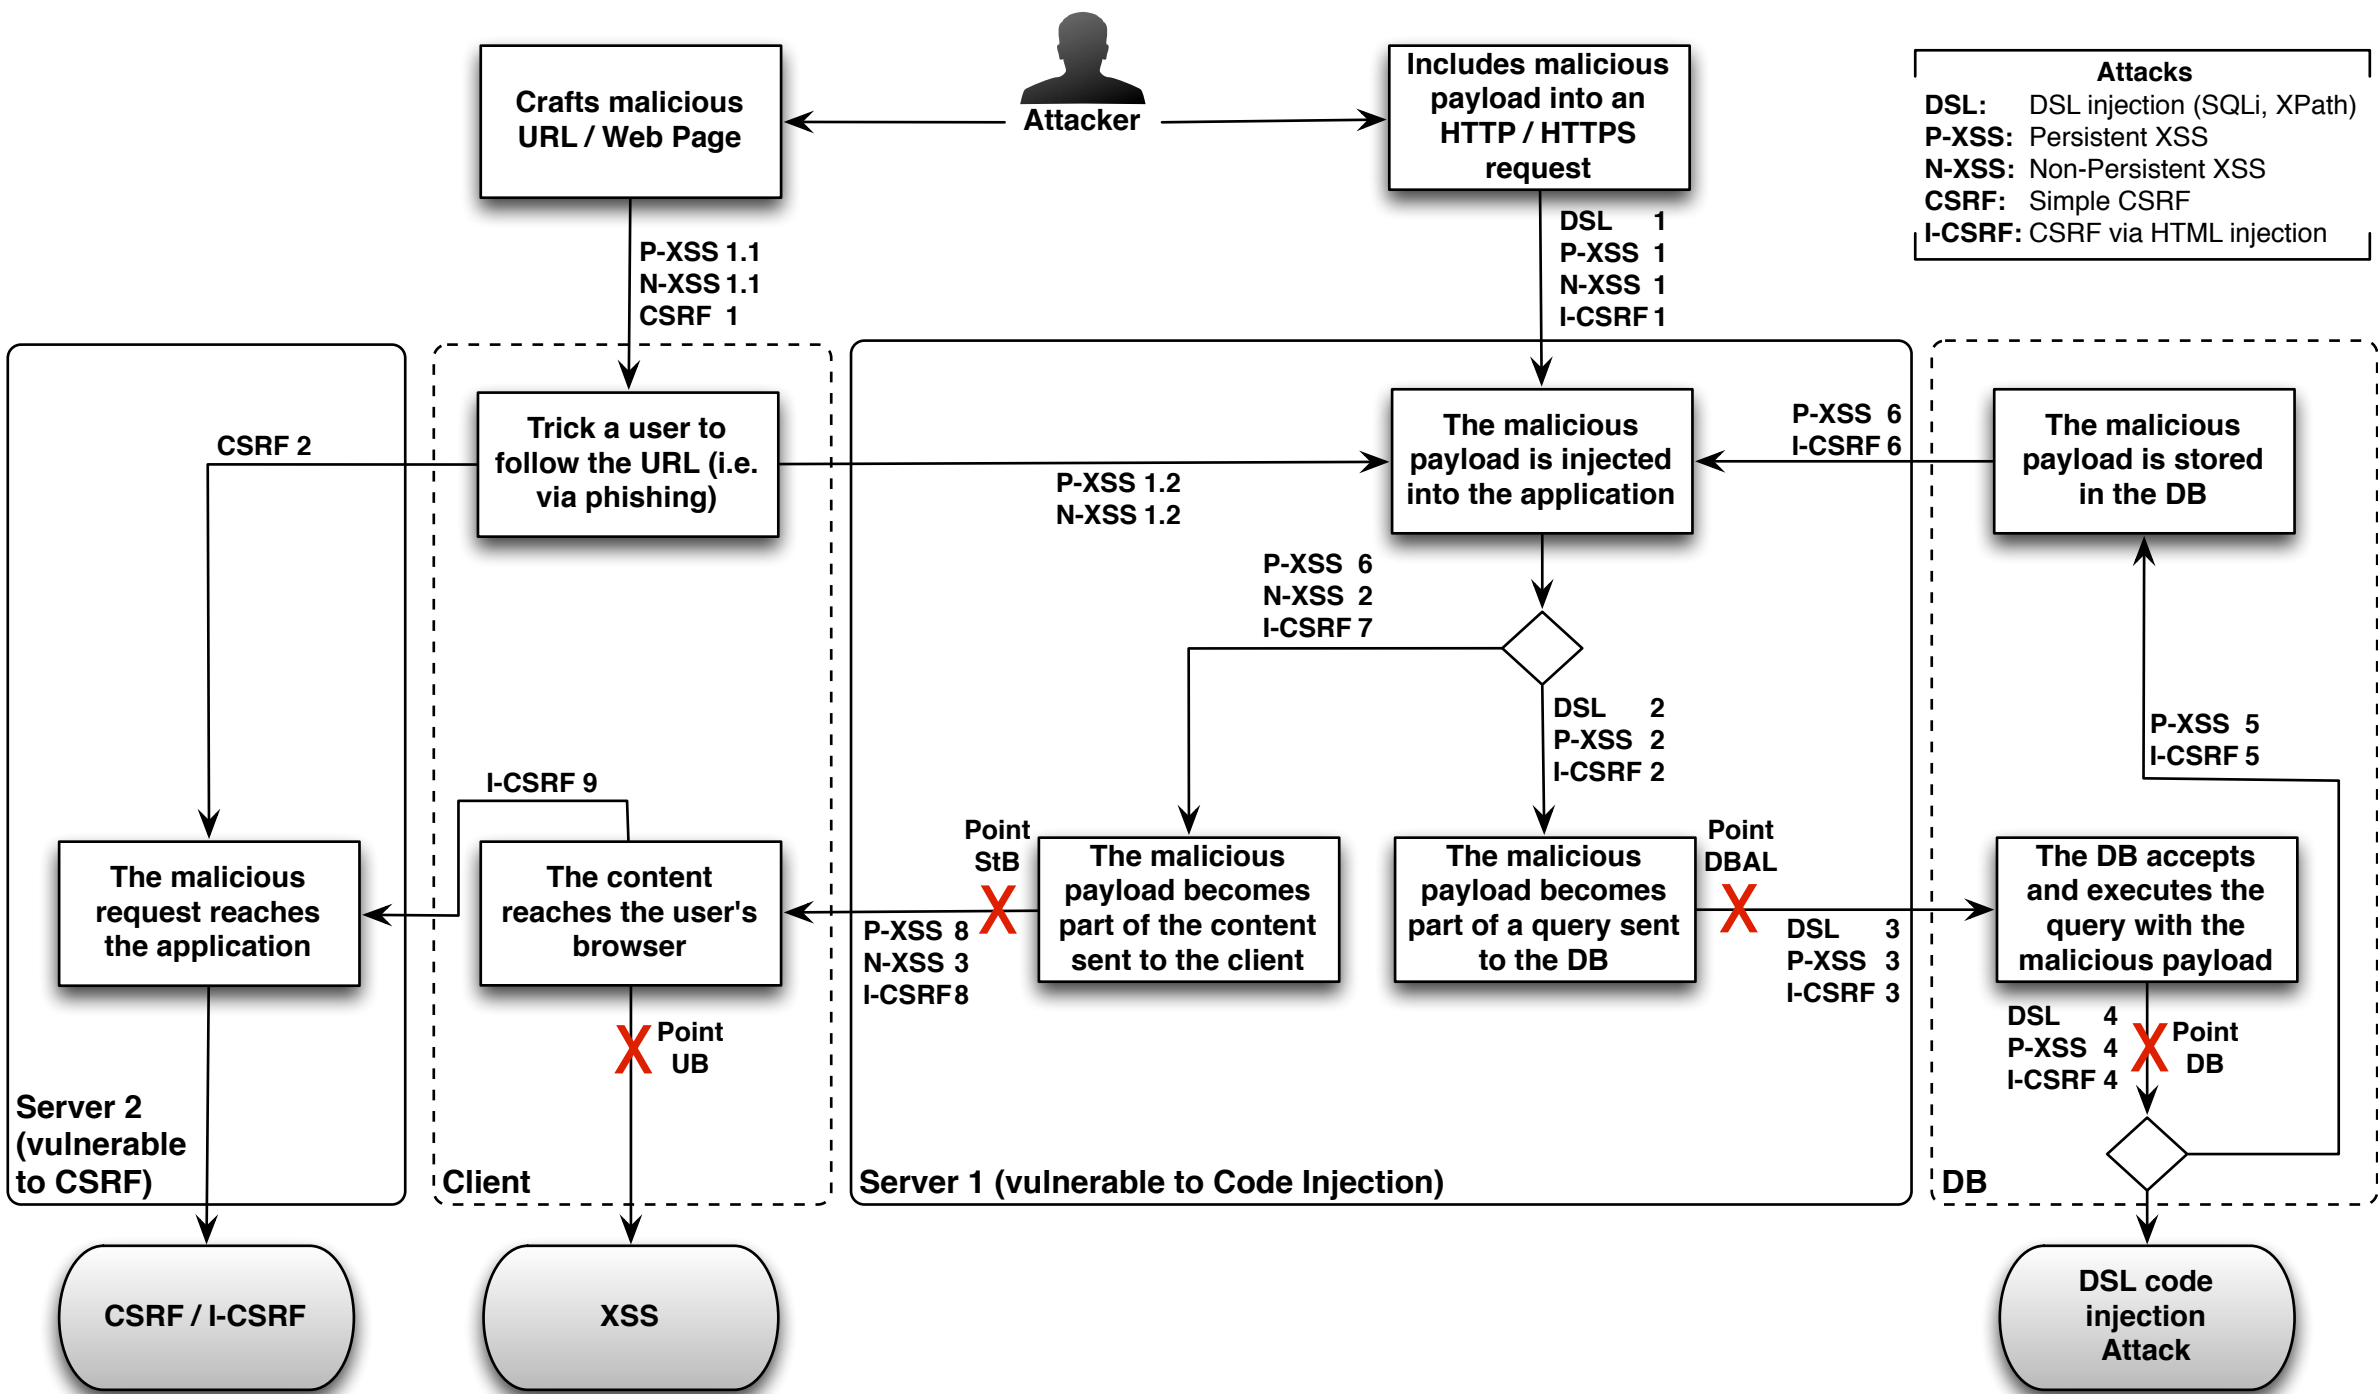 Crafts malicious
URL / Web Page
Attacker
Includes malicious
payload into an
HTTP / HTTPS
request
Attacks
DSL: DSL injection (SQLi, XPath)
P-XSS: Persistent XSS
N-XSS: Non-Persistent XSS
CSRF: Simple CSRF
I-CSRF: CSRF via HTML injection
P-XSS 1.1
N-XSS 1.1
CSRF 1
DSL 1
P-XSS 1
N-XSS 1
I-CSRF 1
CSRF 2
Trick a user to
follow the URL (i.e.
via phishing)
P-XSS 1.2
N-XSS 1.2
The malicious
payload is injected
into the application
P-XSS 6
I-CSRF 6
The malicious
payload is stored
in the DB
P-XSS 6
N-XSS 2
I-CSRF 7
DSL 2
P-XSS 2
I-CSRF 2
P-XSS 5
I-CSRF 5
I-CSRF 9
The malicious
request reaches
the application
The content
reaches the user's
browser
Point
StB
P-XSS 8
N-XSS 3
I-CSRF 8
The malicious
payload becomes
part of the content
sent to the client
The malicious
payload becomes
part of a query sent
to the DB
Point
DBAL
DSL 3
P-XSS 3
I-CSRF 3
The DB accepts
and executes the
query with the
malicious payload
Point
UB
DSL 4
P-XSS 4
I-CSRF 4
Point
DB
Server 2
(vulnerable
to CSRF)
Client
Server 1 (vulnerable to Code Injection)
DB
CSRF / I-CSRF
XSS
DSL code
injection
Attack